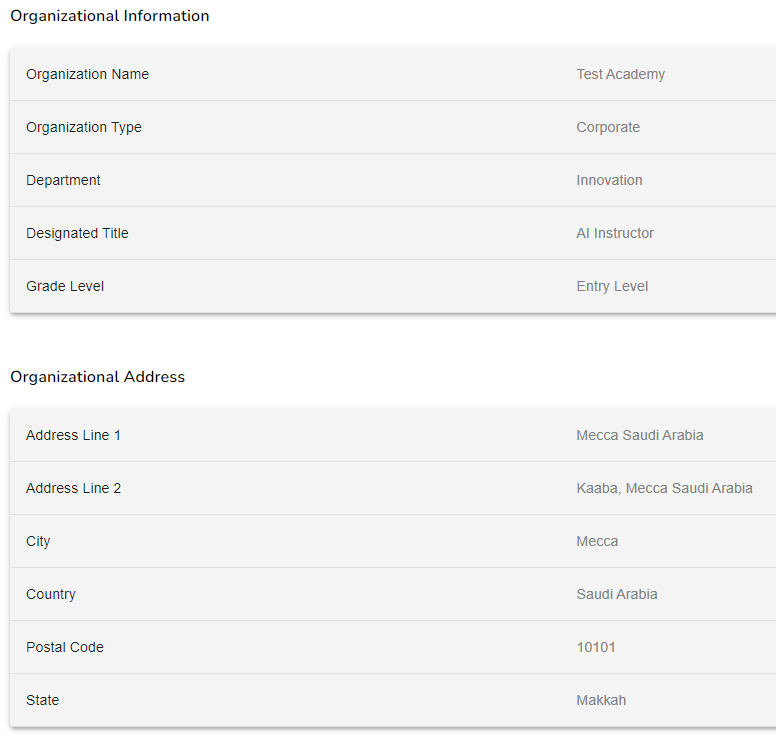 Organizational Information
Organization Name Test Academy
Organization Type Corporate
Department Innovation
Designated Title AI Instructor
Grade Level Entry Level
Organizational Address
Address Line 1 Mecca Saudi Arabia
Address Line 2 Kaaba, Mecca Saudi Arabia
City Mecca
Country Saudi Arabia
Postal Code 10101
State Makkah